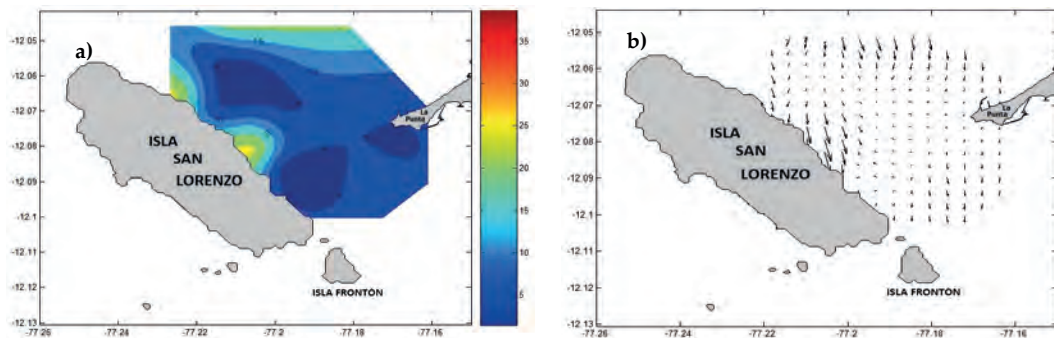 a)
-12.05
-12.06
-12.07
-12.08
-12.09
-12.1
-12.11
-12.12
-12.13
-77.26
-77.24
-77.22
-77.2
-77.18
-77.16
ISLA
SAN
LORENZO
La
Punta
ISLA FRONTÓN
35
30
25
20
15
10
5
b)
-12.05
-12.06
-12.07
-12.08
-12.09
-12.1
-12.11
-12.12
-12.13
-77.26
-77.24
-77.22
-77.2
-77.18
-77.16
ISLA
SAN
LORENZO
La
Punta
ISLA FRONTÓN